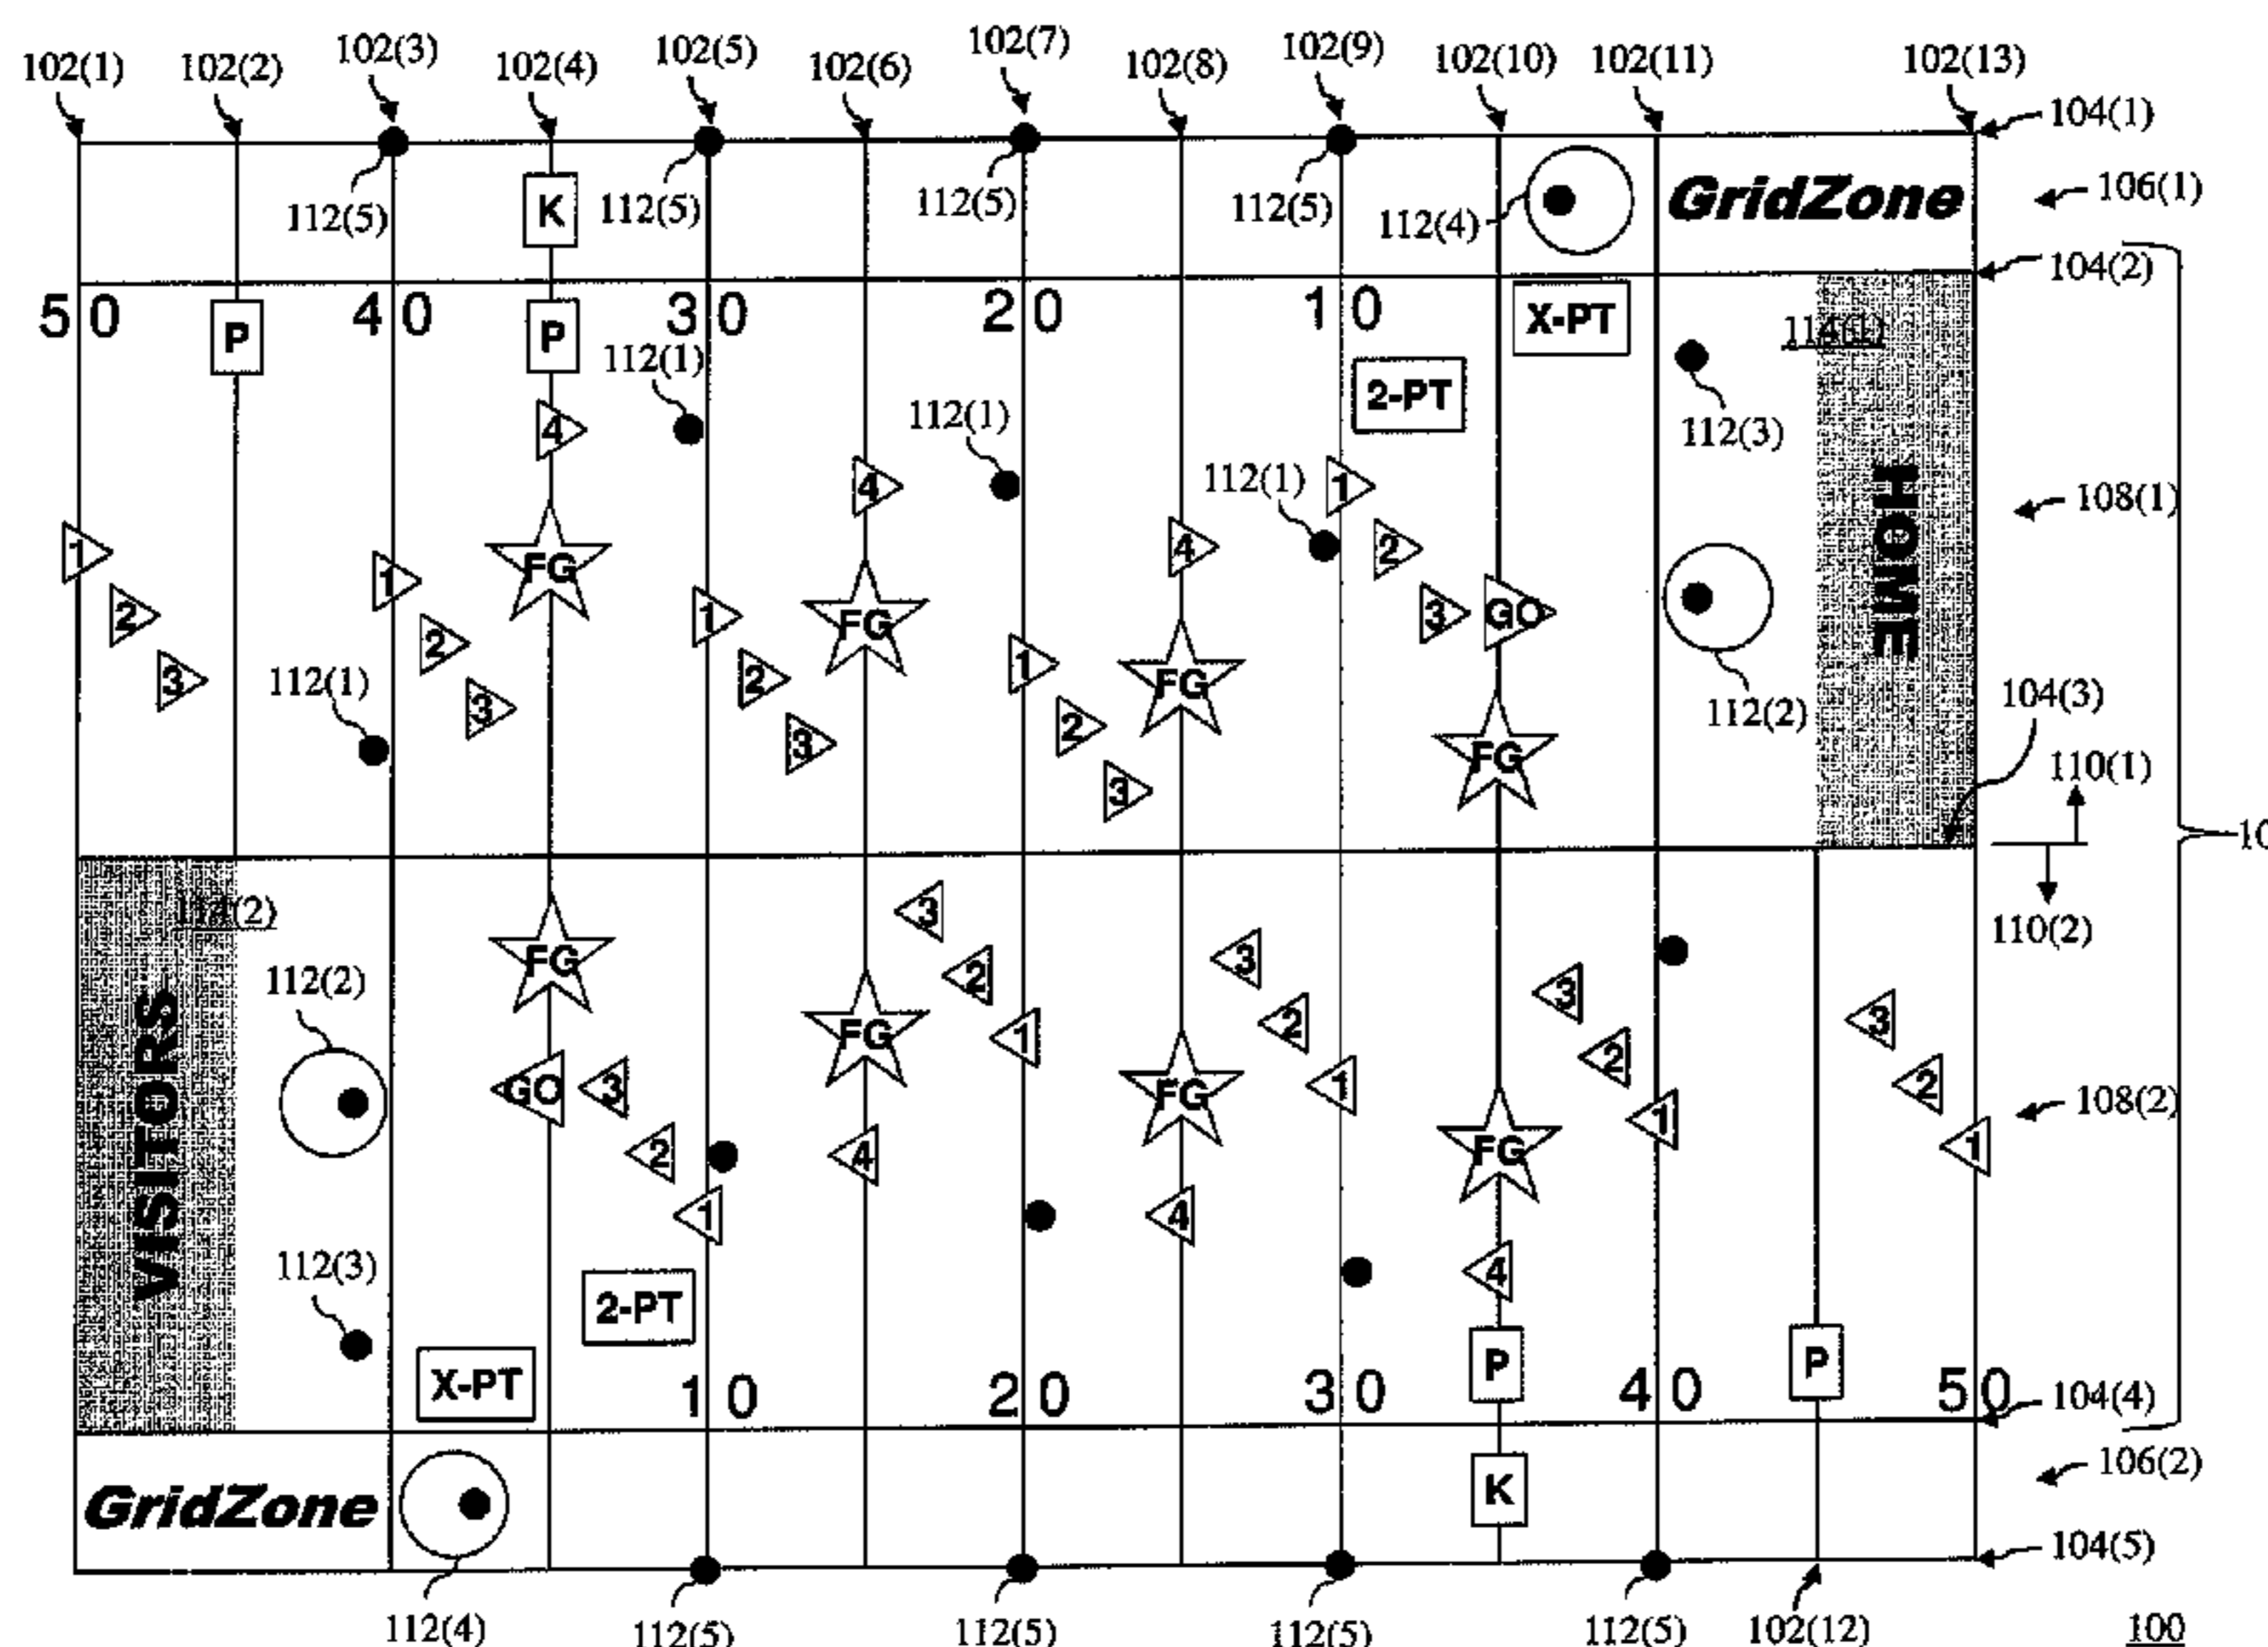 102(1) 102(2) 102(3) 102(4) 102(5) 102(6) 102(7) 102(8) 102(9) 102(10) 102(11) 102(13)
104(1)
112(5) K 112(5) 112(5) 112(5) 112(4) GridZone 106(1)
104(2)
50 P 40 P 30 20 10 X-PT 114(1)
112(1) 2-PT
4 112(1) 112(3)
4 112(1) 1 HOME 108(1)
1 FG 4 2
2 1 1 FG 3 GO
3 2 2 1 FG 112(2)
112(1) 3 3 2 FG 104(3)
3 110(1)
114(2) 3 110(2)
112(2) FG 2 FG 3 3 3
VISITORS GO 3 1 FG 2 2 2 108(2)
2 4 1 FG 1 1
1 4
112(3) 2-PT 4
X-PT 10 20 30 P 40 P 50 104(4)
GridZone K 106(2)
104(5)
112(4) 112(5) 112(5) 112(5) 112(5) 102(12) 100